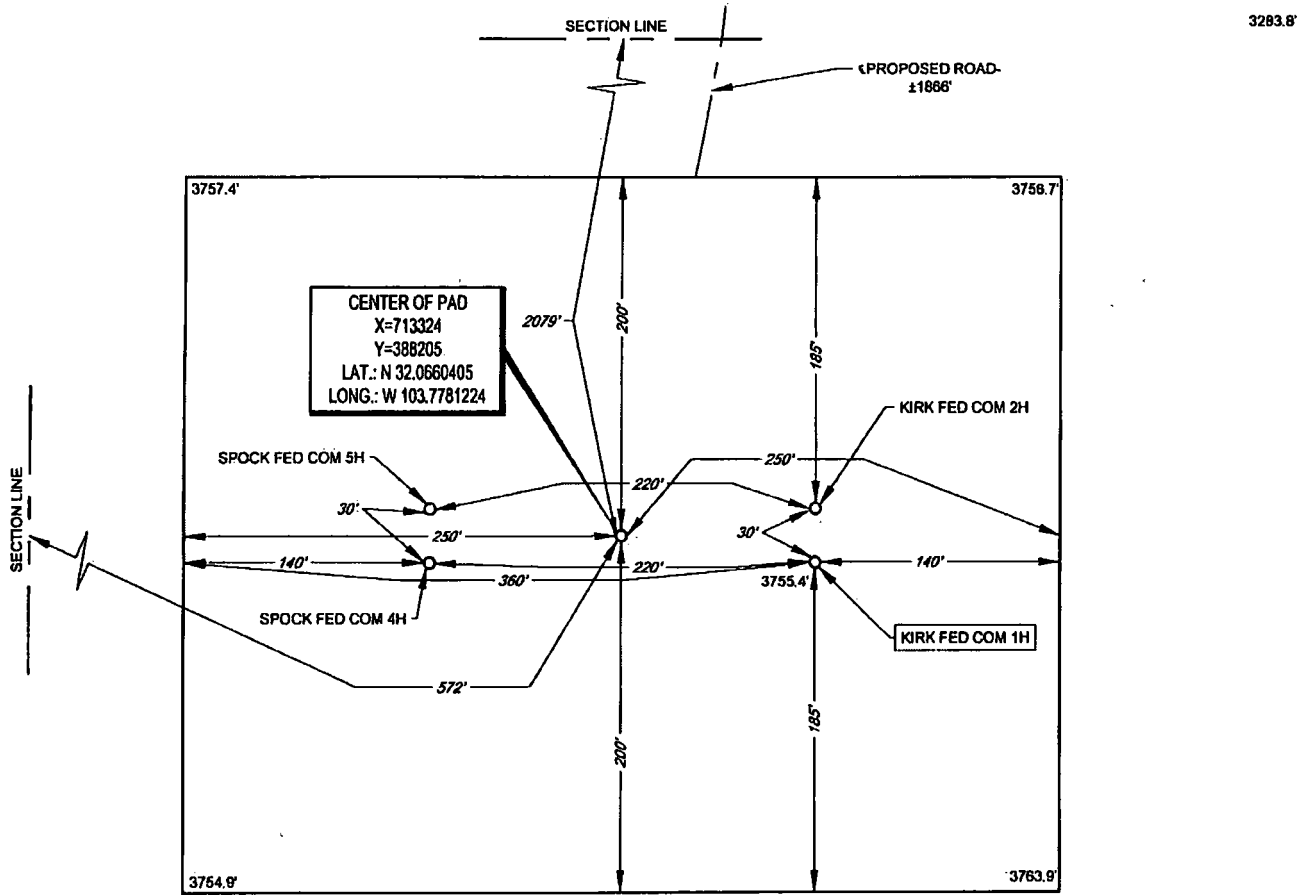 SECTION LINE
3283.8'
PROPOSED ROAD
±1866'
3757.4'
3756.7'
CENTER OF PAD
X=713324
Y=388205
LAT.: N 32.0660405
LONG.: W 103.7781224
2079'
200'
185'
KIRK FED COM 2H
SPOCK FED COM 5H
250'
220'
SECTION LINE
30'
30'
250'
140'
220'
140'
360'
3755.4'
SPOCK FED COM 4H
KIRK FED COM 1H
572'
185'
200'
3754.9'
3763.9'